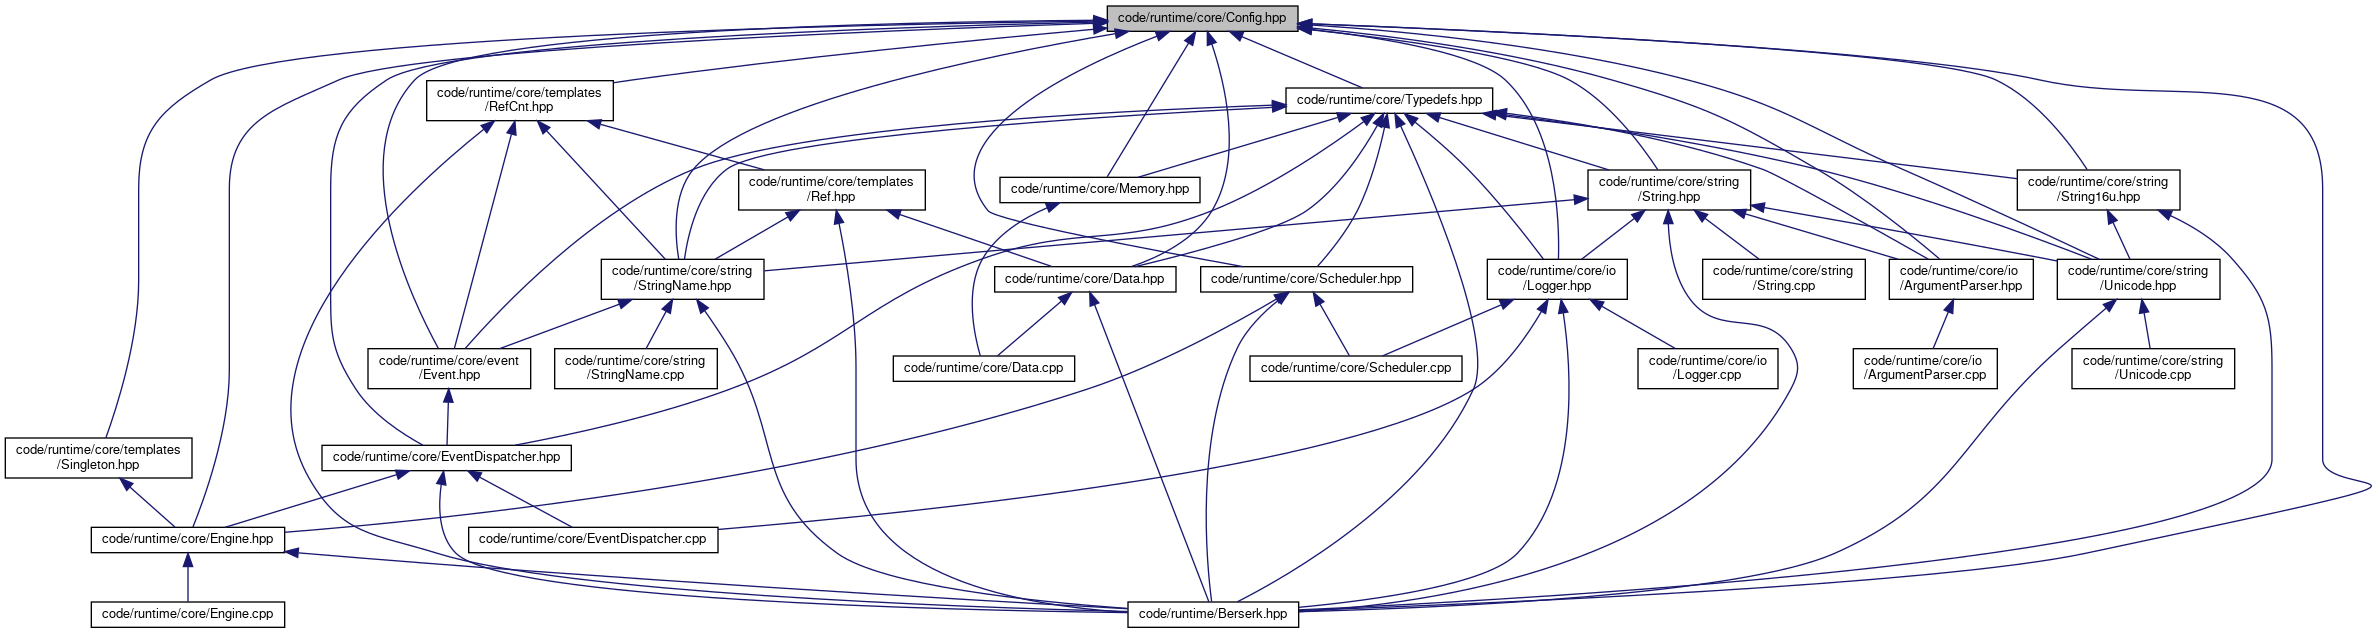 code/runtime/core/Config.hpp
code/runtime/core/templates
/RefCnt.hpp
code/runtime/core/Typedefs.hpp
code/runtime/core/templates
/Ref.hpp
code/runtime/core/Memory.hpp
code/runtime/core/string
/String.hpp
code/runtime/core/string
/String16u.hpp
code/runtime/core/string
/StringName.hpp
code/runtime/core/Data.hpp
code/runtime/core/Scheduler.hpp
code/runtime/core/io
/Logger.hpp
code/runtime/core/string
/String.cpp
code/runtime/core/io
/ArgumentParser.hpp
code/runtime/core/string
/Unicode.hpp
code/runtime/core/event
/Event.hpp
code/runtime/core/string
/StringName.cpp
code/runtime/core/Data.cpp
code/runtime/core/Scheduler.cpp
code/runtime/core/io
/Logger.cpp
code/runtime/core/io
/ArgumentParser.cpp
code/runtime/core/string
/Unicode.cpp
code/runtime/core/templates
/Singleton.hpp
code/runtime/core/EventDispatcher.hpp
code/runtime/core/Engine.hpp
code/runtime/core/EventDispatcher.cpp
code/runtime/core/Engine.cpp
code/runtime/Berserk.hpp